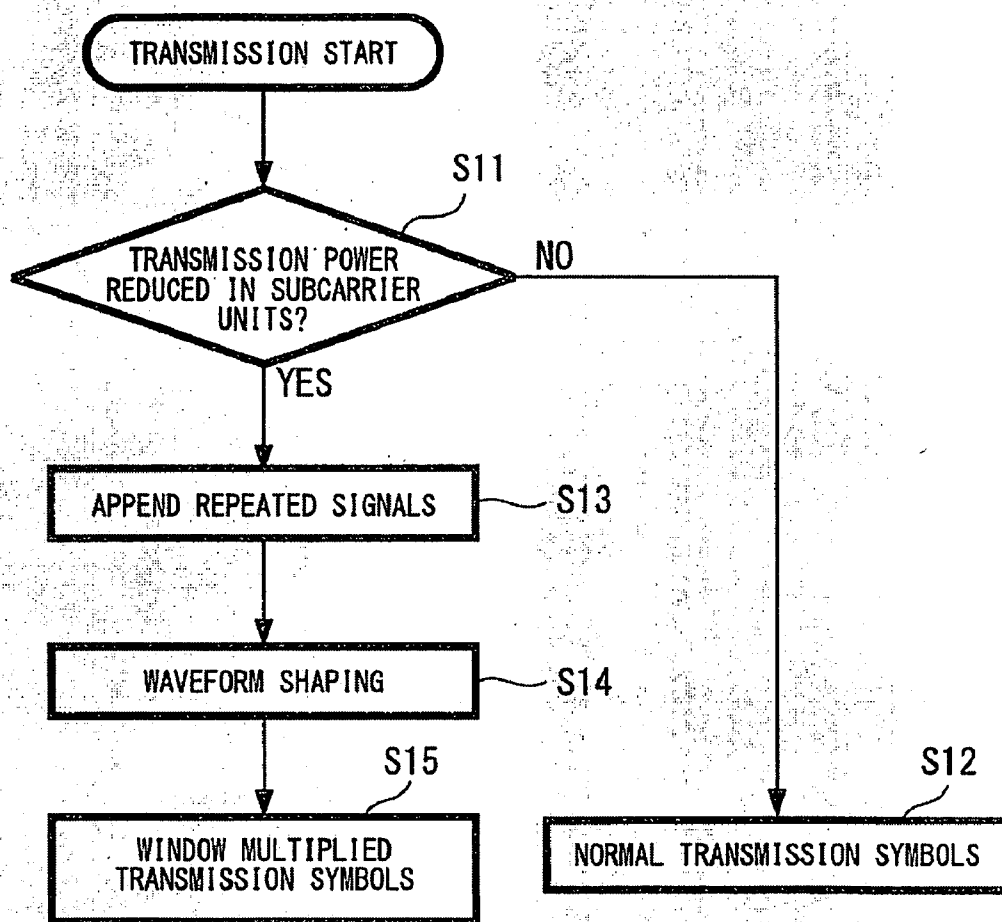 TRANSMISSION START
S11
TRANSMISSION POWER
REDUCED IN SUBCARRIER
UNITS?
NO
YES
APPEND REPEATED SIGNALS
S13
WAVEFORM SHAPING
S14
S15
WINDOW MULTIPLIED
TRANSMISSION SYMBOLS
S12
NORMAL TRANSMISSION SYMBOLS